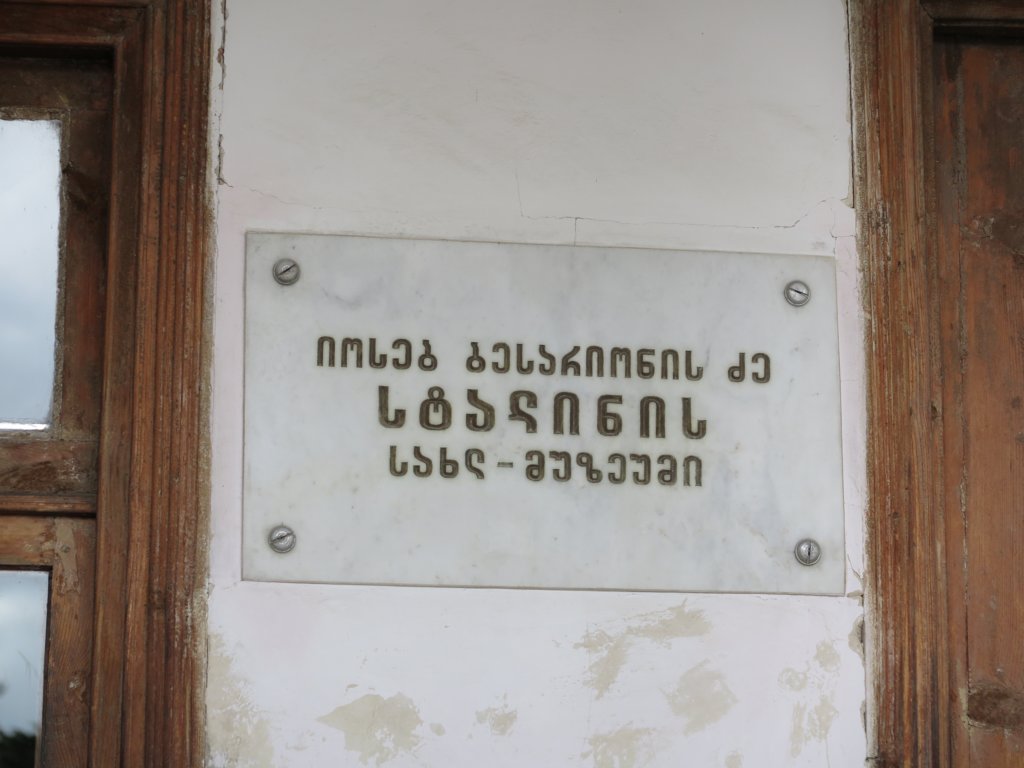 იოსებ ბესარიონის ძე
სტალინის
სახლ-მუზეუმი